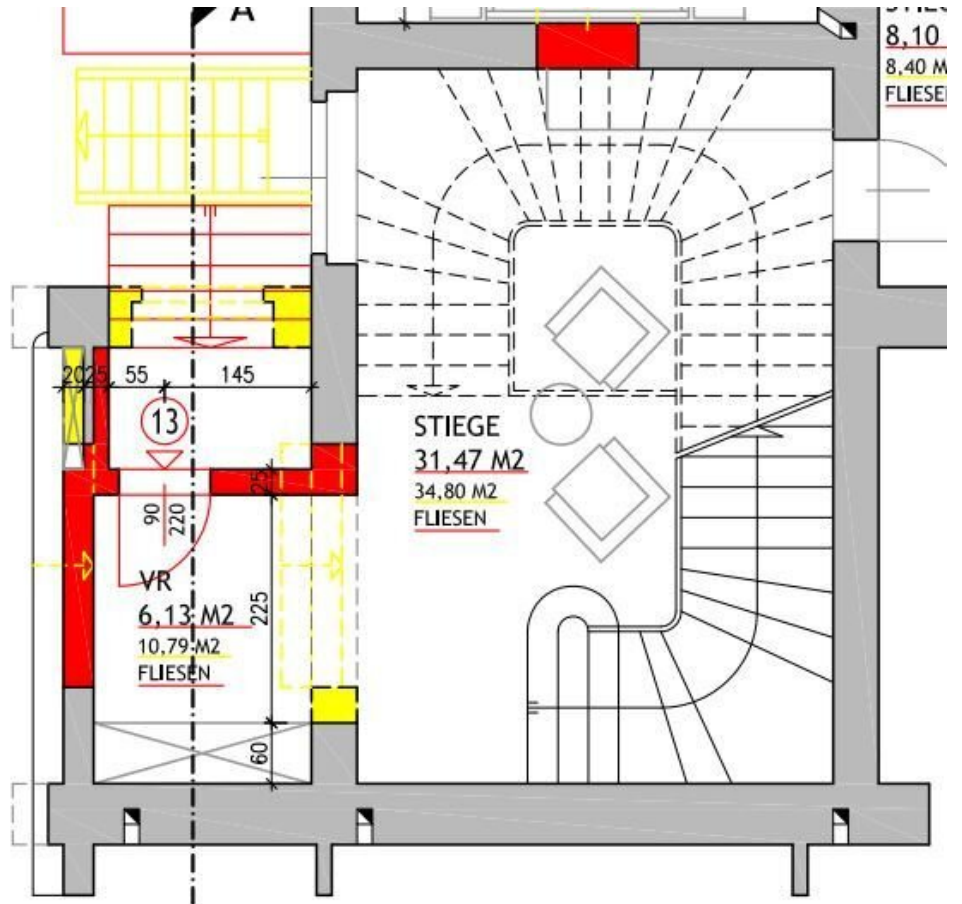 A
8,10
8,40 M
FLIESEN
20
25
55
145
13
25
90
220
STIEGE
31,47 M2
34,80 M2
FLIESEN
VR
6,13 M2
10,79 M2
FLIESEN
225
60